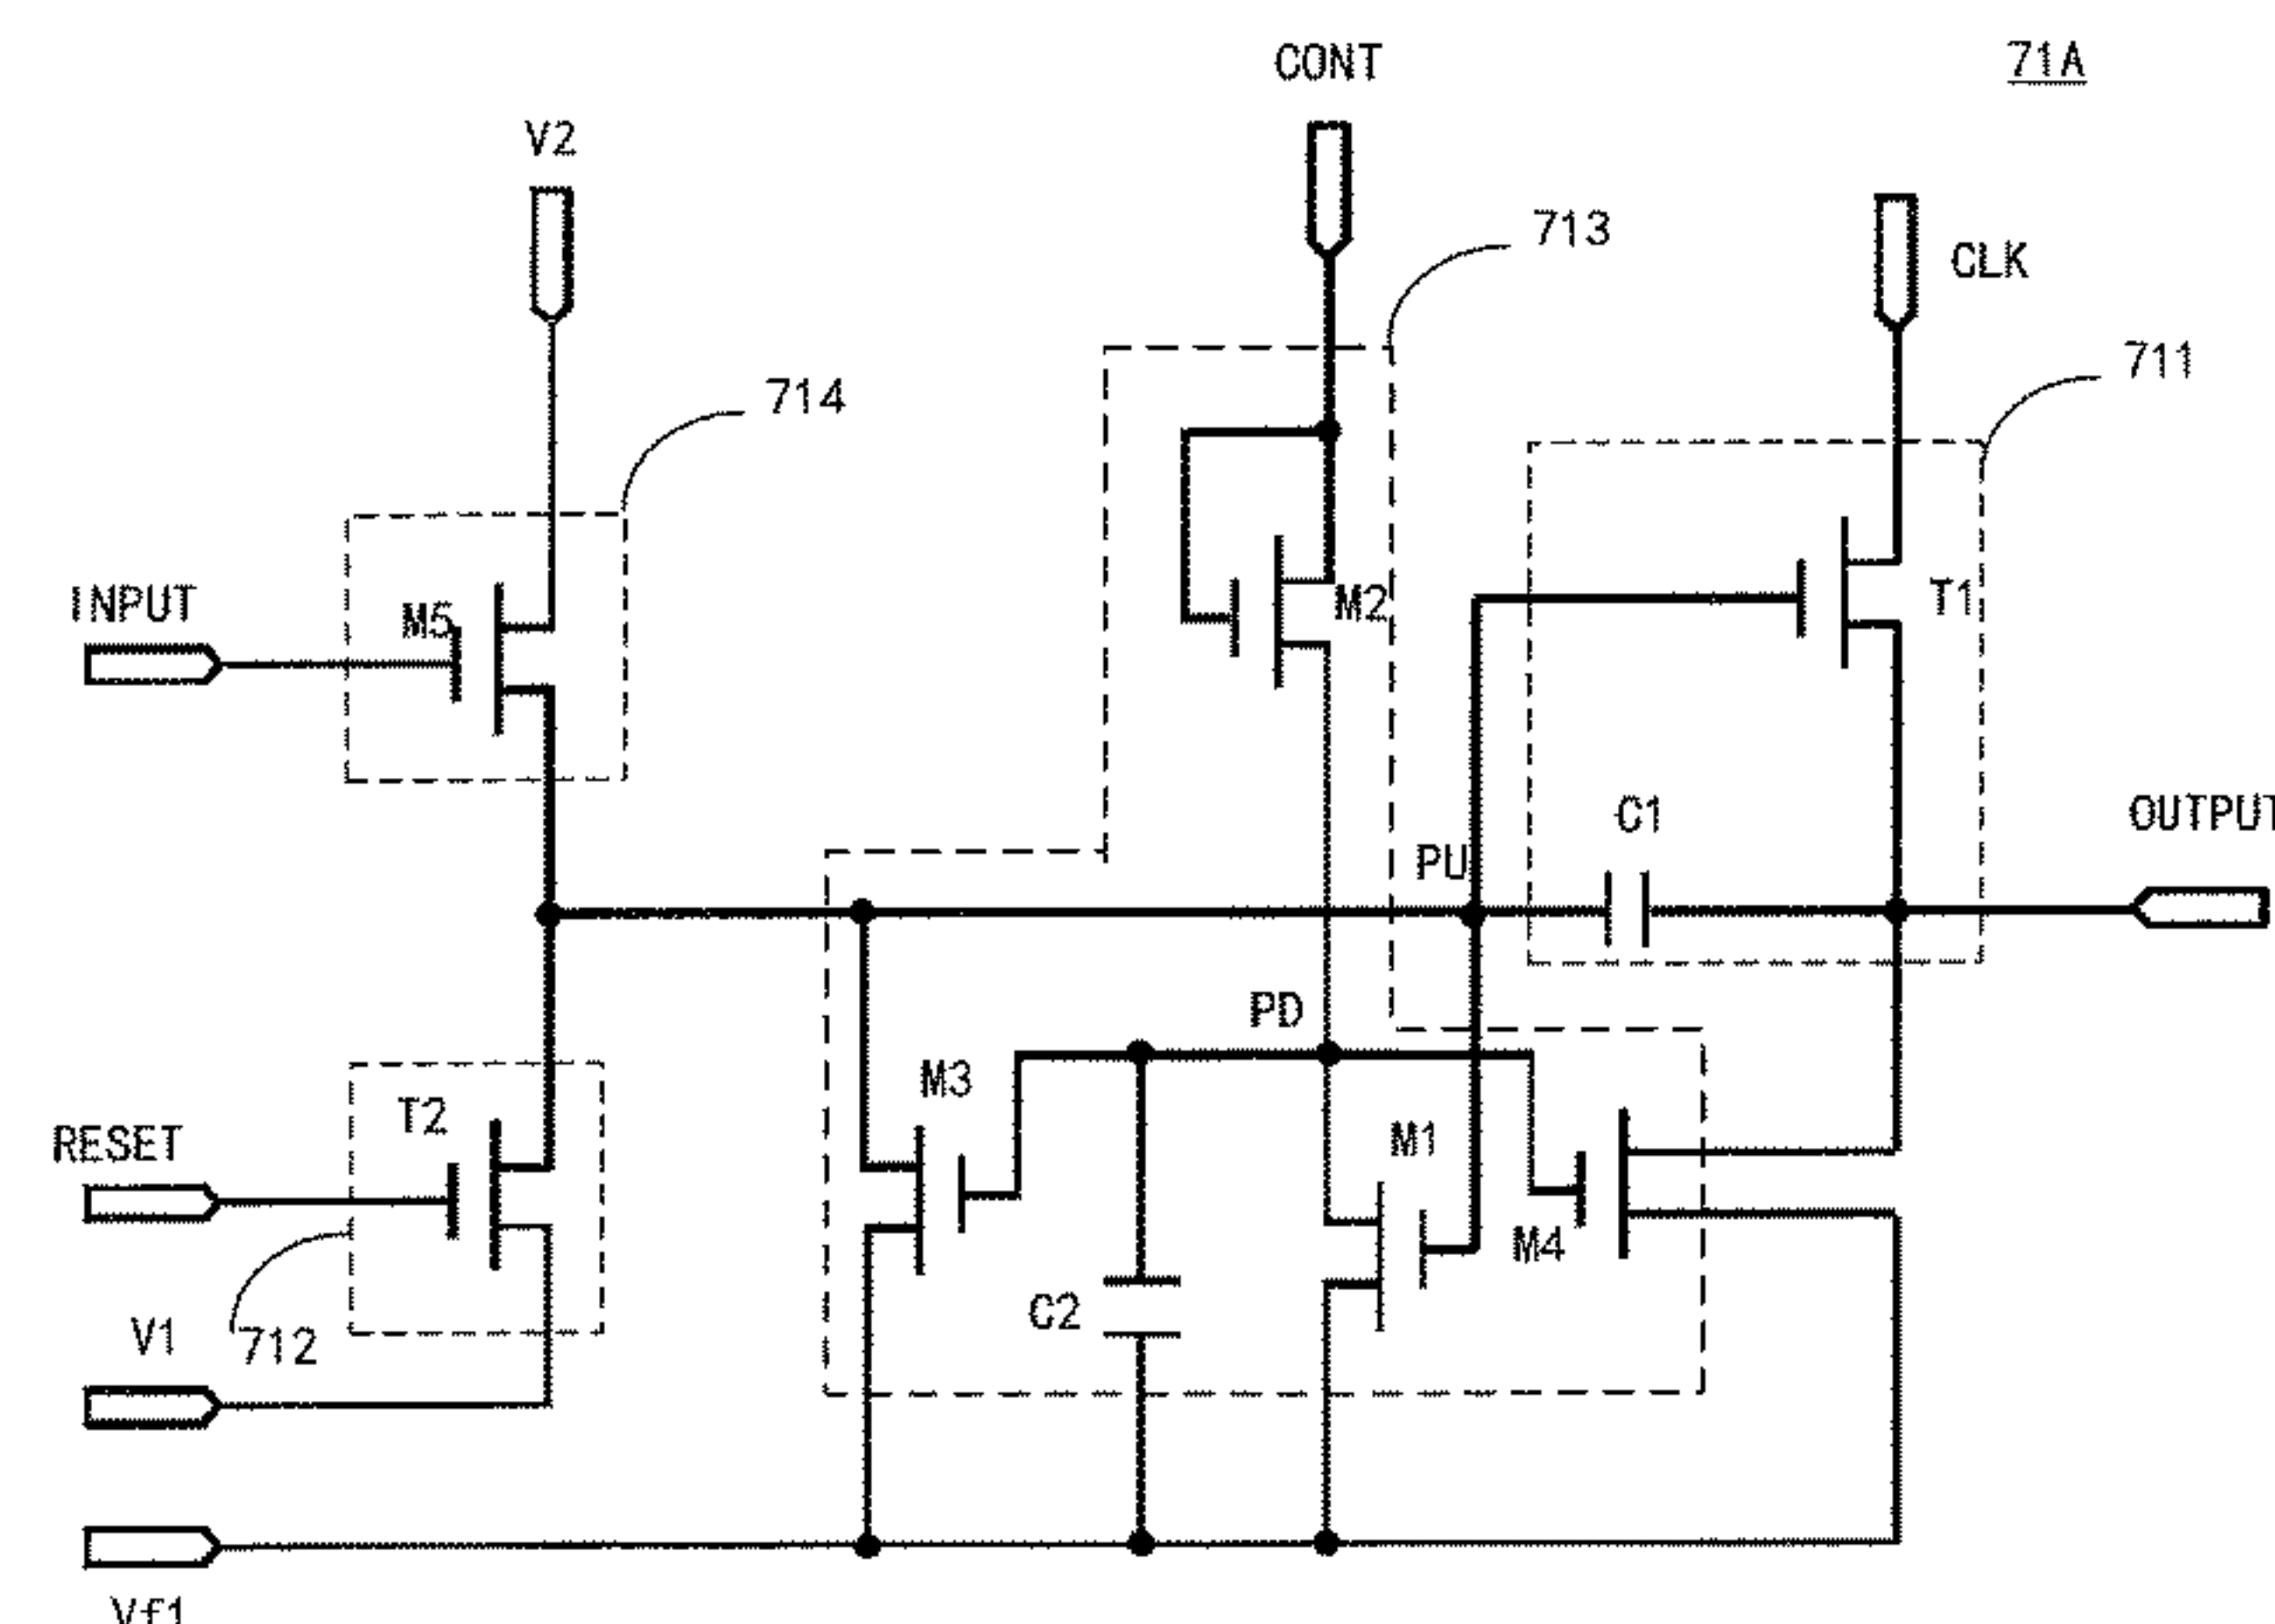 CONT
71A
V2
713
CLK
711
714
INPUT
M5
M2
T1
C1
OUTPUT
PU
PD
M3
T2
RESET
M1
M4
C2
V1
712
Vf1